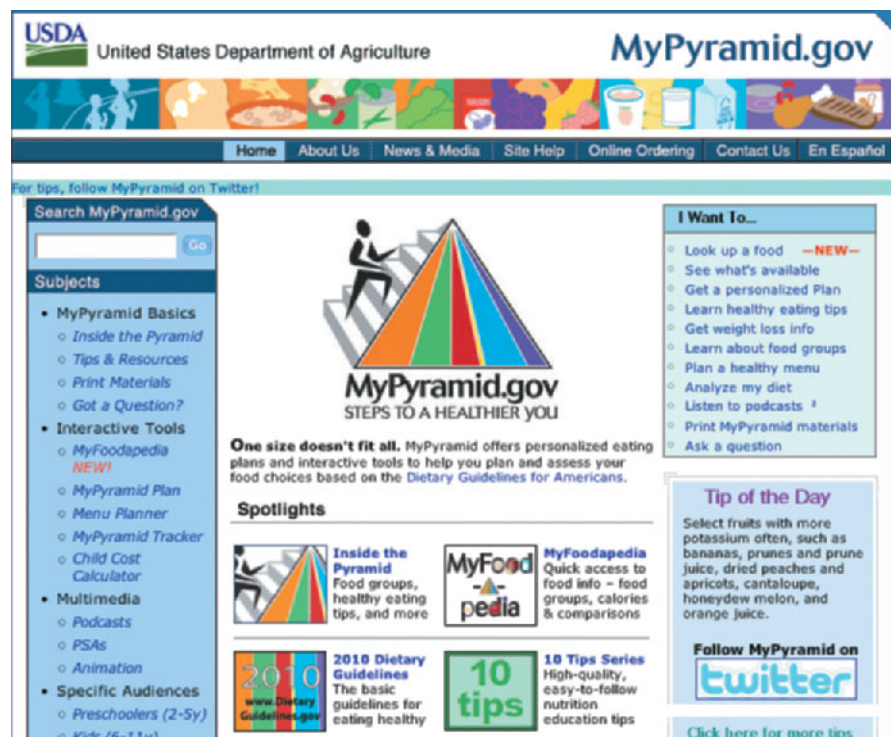 USDA
United States Department of Agriculture
MyPyramid.gov
Home About Us News & Media Site Help Online Ordering Contact Us En Español
For tips, follow MyPyramid on Twitter!
Search MyPyramid.gov
Go
Subjects
MyPyramid Basics
Inside the Pyramid
Tips & Resources
Print Materials
Got a Question?
Interactive Tools
MyFoodapedia
NEW!
MyPyramid Plan
Menu Planner
MyPyramid Tracker
Child Cost
Calculator
Multimedia
Podcasts
PSAs
Animation
Specific Audiences
Preschoolers (2-5y)
Kids (6-11y)
MyPyramid.gov
STEPS TO A HEALTHIER YOU
One size doesn't fit all. MyPyramid offers personalized eating
plans and interactive tools to help you plan and assess your
food choices based on the Dietary Guidelines for Americans.
Spotlights
Inside the
Pyramid
Food groups,
healthy eating
tips, and more
MyFood
-a-
pedia
MyFoodapedia
Quick access to
food info – food
groups, calories
& comparisons
2010
www.Dietary
Guidelines.gov
2010 Dietary
Guidelines
The basic
guidelines for
eating healthy
10
tips
10 Tips Series
High-quality,
easy-to-follow
nutrition
education tips
I Want To...
Look up a food —NEW—
See what's available
Get a personalized Plan
Learn healthy eating tips
Get weight loss info
Learn about food groups
Plan a healthy menu
Analyze my diet
Listen to podcasts
Print MyPyramid materials
Ask a question
Tip of the Day
Select fruits with more
potassium often, such as
bananas, prunes and prune
juice, dried peaches and
apricots, cantaloupe,
honeydew melon, and
orange juice.
Follow MyPyramid on
twitter
Click here for more tips